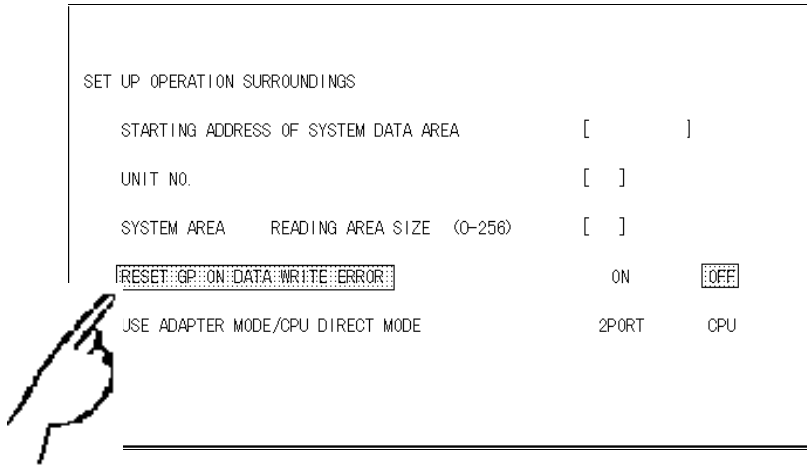 SET UP OPERATION SURROUNDINGS
STARTING ADDRESS OF SYSTEM DATA AREA [ ]
UNIT NO. [ ]
SYSTEM AREA READING AREA SIZE (0-256) [ ]
RESET GP ON DATA WRITE ERROR ON OFF
USE ADAPTER MODE/CPU DIRECT MODE 2PORT CPU